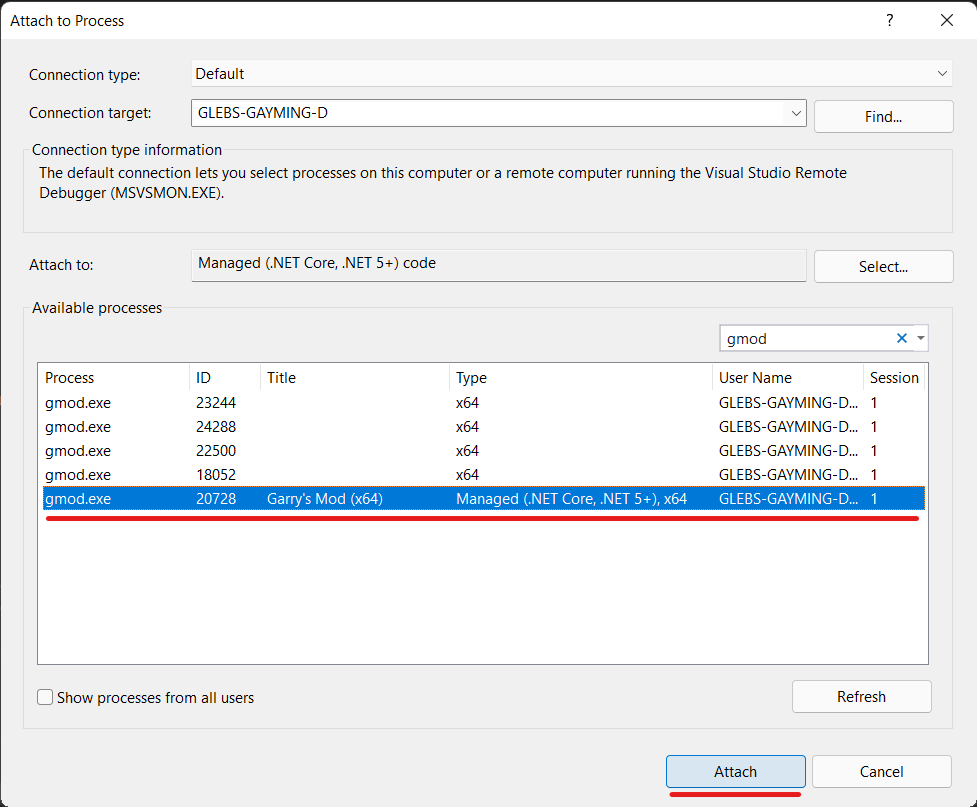 Attach to Process
?
Connection type:
Default
Connection target:
GLEBS-GAYMING-D
Find...
Connection type information
The default connection lets you select processes on this computer or a remote computer running the Visual Studio Remote
Debugger (MSVSMON.EXE).
Attach to:
Managed (.NET Core, .NET 5+) code
Select...
Available processes
gmod
Process ID Title Type User Name Session
gmod.exe 23244 x64 GLEBS-GAYMING-D... 1
gmod.exe 24288 x64 GLEBS-GAYMING-D... 1
gmod.exe 22500 x64 GLEBS-GAYMING-D... 1
gmod.exe 18052 x64 GLEBS-GAYMING-D... 1
gmod.exe 20728 Garry's Mod (x64) Managed (.NET Core, .NET 5+), x64 GLEBS-GAYMING-D... 1
Show processes from all users
Refresh
Attach
Cancel